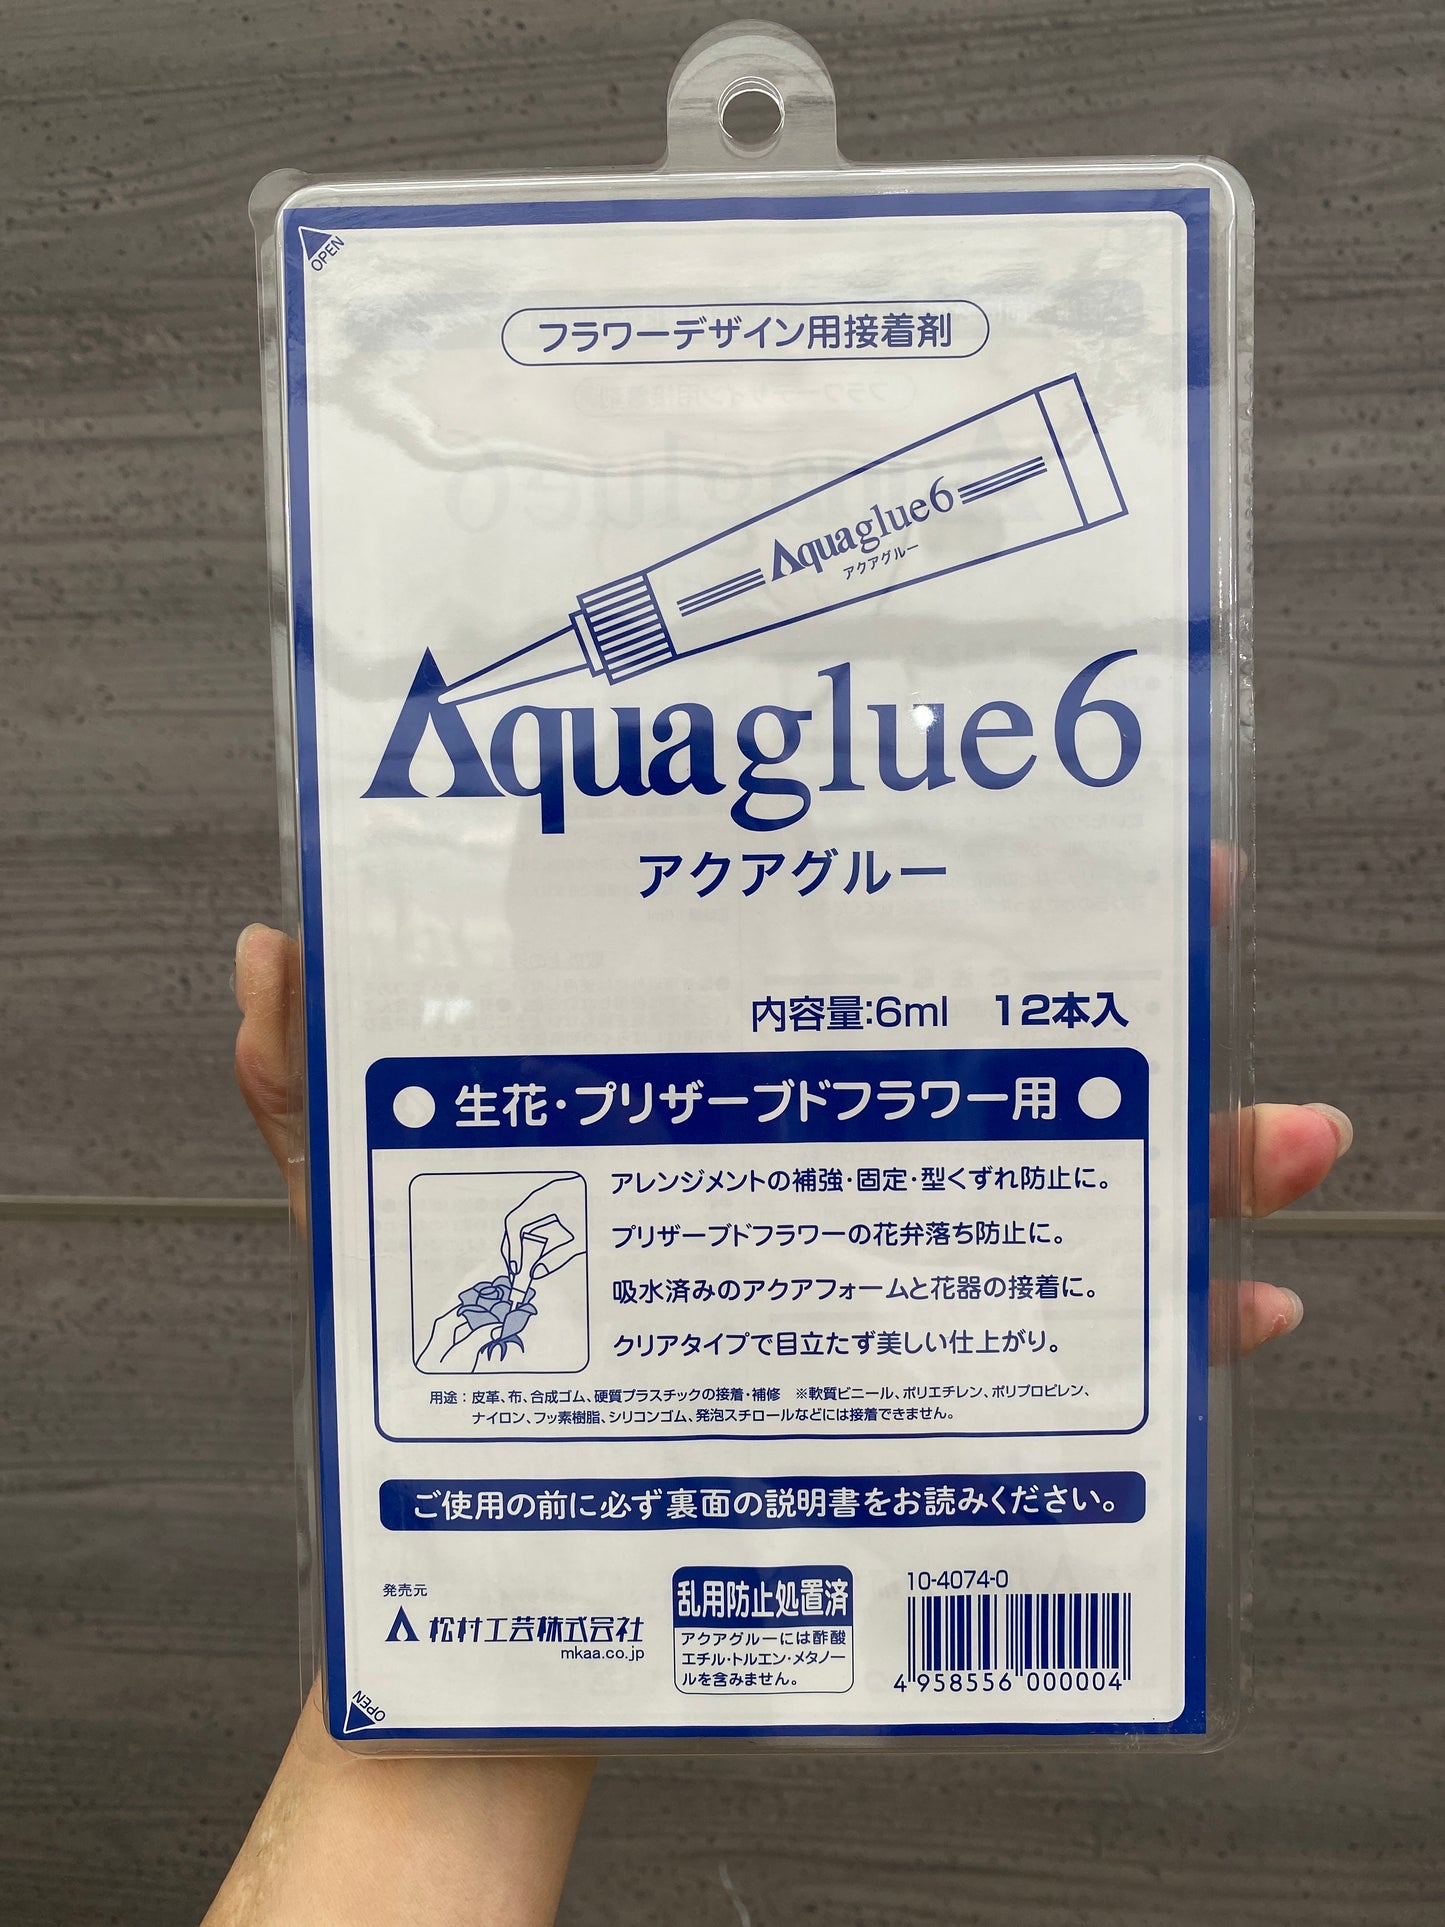 OPEN
フラワーデザイン用接着剤
Aquaglue6
アクアグルー
Aquaglue6
アクアグルー
内容量:6ml 12本入
●生花・プリザーブドフラワー用●
アレンジメントの補強・固定・型くずれ防止に。
プリザーブドフラワーの花弁落ち防止に。
吸水済みのアクアフォームと花器の接着に。
クリアタイプで目立たず美しい仕上がり。
用途：皮革、布、合成ゴム、硬質プラスチックの接着・補修 ※軟質ビニール、ポリエチレン、ポリプロピレン、
ナイロン、フッ素樹脂、シリコンゴム、発泡スチロールなどには接着できません。
ご使用の前に必ず裏面の説明書をお読みください。
発売元
松村工芸株式会社
mkaa.co.jp
乱用防止処置済
アクアグルーには酢酸
エチル・トルエン・メタノー
ルを含みません。
10-4074-0
4 958556 000004
OPEN